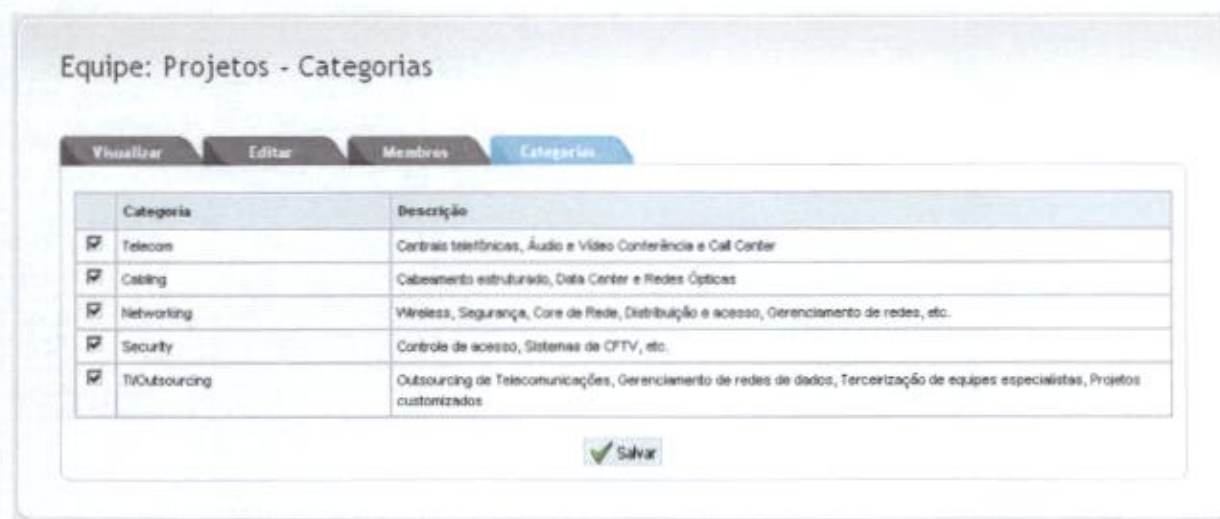 Equipe: Projetos - Categorias
Visualizar Editar Membros Categorias
Categoria Descrição
Telecom Centrais telefônicas, Áudio e Vídeo Conferência e Call Center
Cabling Cabeamento estruturado, Data Center e Redes Ópticas
Networking Wireless, Segurança, Core de Rede, Distribuição e acesso, Gerenciamento de redes, etc.
Security Controle de acesso, Sistemas de CFTV, etc.
TI/Outsourcing Outsourcing de Telecomunicações, Gerenciamento de redes de dados, Terceirização de equipes especialistas, Projetos
customizados
Salvar